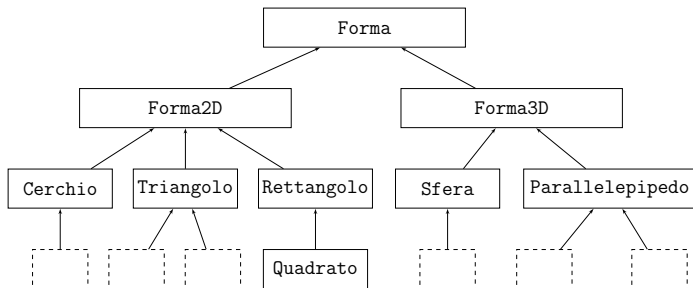 Forma
Forma2D Forma3D
Cerchio Triangolo Rettangolo Sfera Parallelepipedo
Quadrato